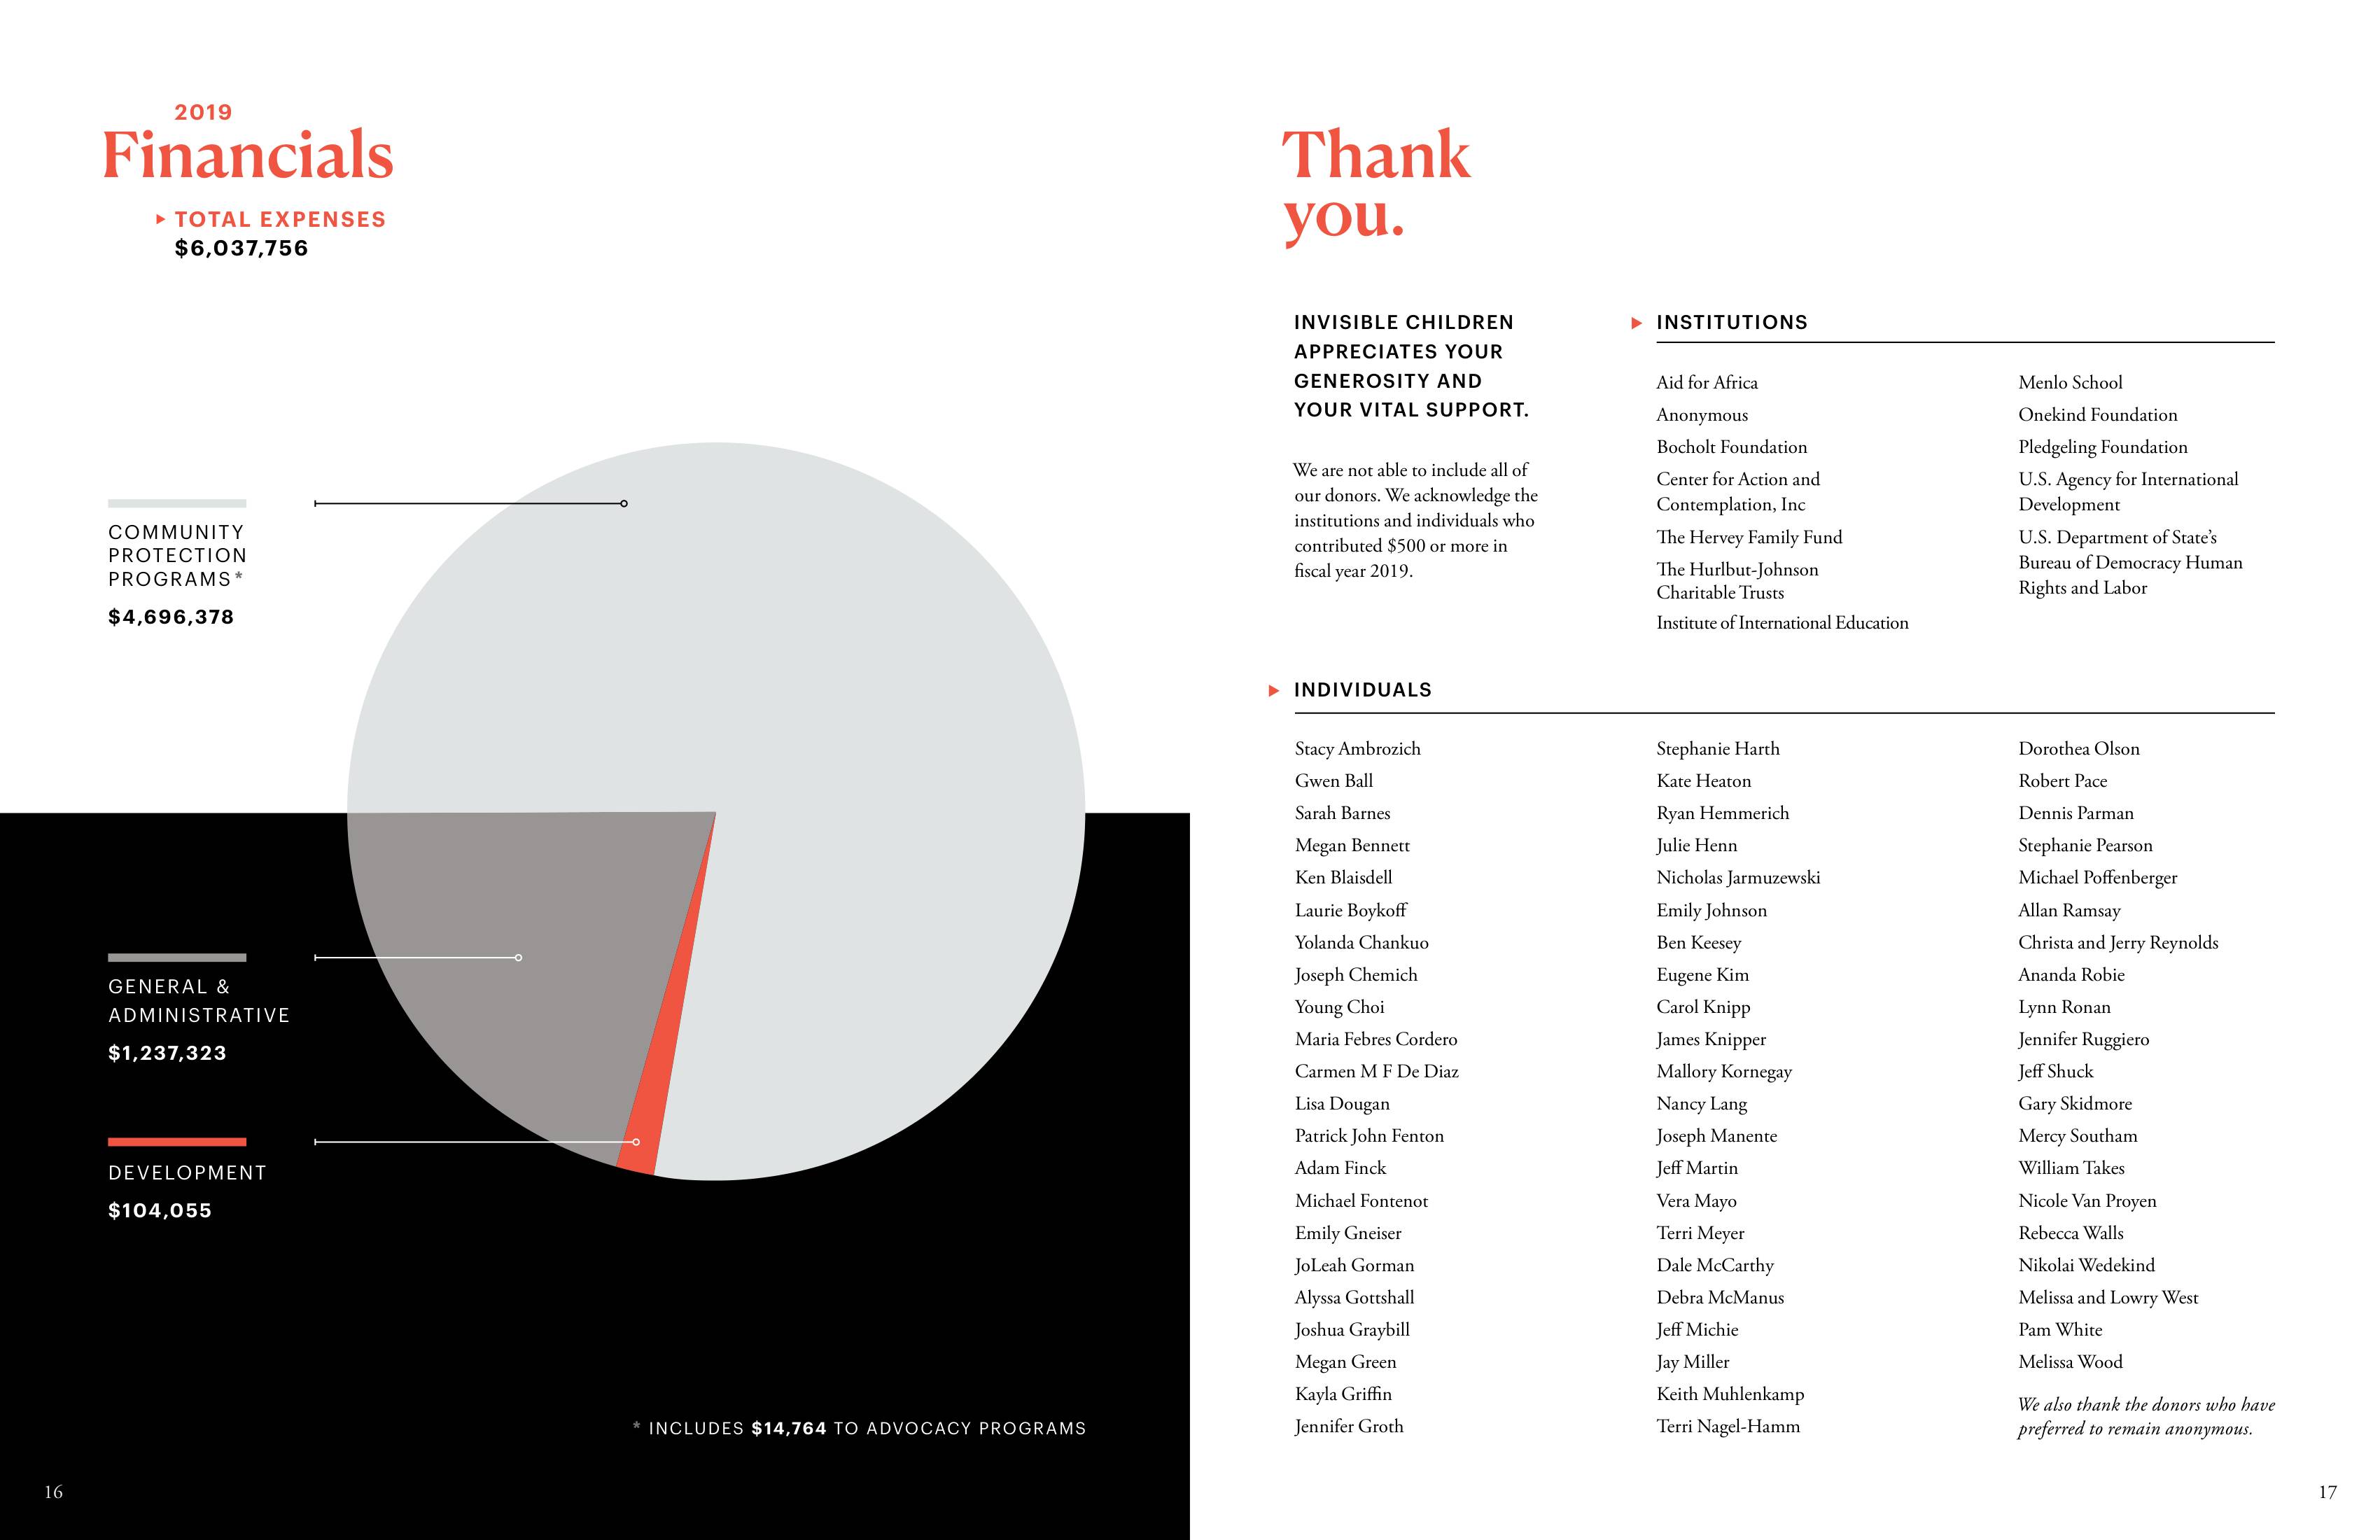 2019
Financials
TOTAL EXPENSES
$6,037,756
COMMUNITY
PROTECTION
PROGRAMS*
$4,696,378
GENERAL &
ADMINISTRATIVE
$1,237,323
DEVELOPMENT
$104,055
* INCLUDES $14,764 TO ADVOCACY PROGRAMS
16
Thank
you.
INVISIBLE CHILDREN
APPRECIATES YOUR
GENEROSITY AND
YOUR VITAL SUPPORT.
We are not able to include all of
our donors. We acknowledge the
institutions and individuals who
contributed $500 or more in
fiscal year 2019.
INSTITUTIONS
Aid for Africa
Anonymous
Bocholt Foundation
Center for Action and
Contemplation, Inc
The Hervey Family Fund
The Hurlbut-Johnson
Charitable Trusts
Institute of International Education
Menlo School
Onekind Foundation
Pledgeling Foundation
U.S. Agency for International
Development
U.S. Department of State’s
Bureau of Democracy Human
Rights and Labor
INDIVIDUALS
Stacy Ambrozich
Gwen Ball
Sarah Barnes
Megan Bennett
Ken Blaisdell
Laurie Boykoff
Yolanda Chankuo
Joseph Chemich
Young Choi
Maria Febres Cordero
Carmen M F De Diaz
Lisa Dougan
Patrick John Fenton
Adam Finck
Michael Fontenot
Emily Gneiser
JoLeah Gorman
Alyssa Gottshall
Joshua Graybill
Megan Green
Kayla Griffin
Jennifer Groth
Stephanie Harth
Kate Heaton
Ryan Hemmerich
Julie Henn
Nicholas Jarmuzewski
Emily Johnson
Ben Keesey
Eugene Kim
Carol Knipp
James Knipper
Mallory Kornegay
Nancy Lang
Joseph Manente
Jeff Martin
Vera Mayo
Terri Meyer
Dale McCarthy
Debra McManus
Jeff Michie
Jay Miller
Keith Muhlenkamp
Terri Nagel-Hamm
Dorothea Olson
Robert Pace
Dennis Parman
Stephanie Pearson
Michael Poffenberger
Allan Ramsay
Christa and Jerry Reynolds
Ananda Robie
Lynn Ronan
Jennifer Ruggiero
Jeff Shuck
Gary Skidmore
Mercy Southam
William Takes
Nicole Van Proyen
Rebecca Walls
Nikolai Wedekind
Melissa and Lowry West
Pam White
Melissa Wood
We also thank the donors who have
preferred to remain anonymous.
17